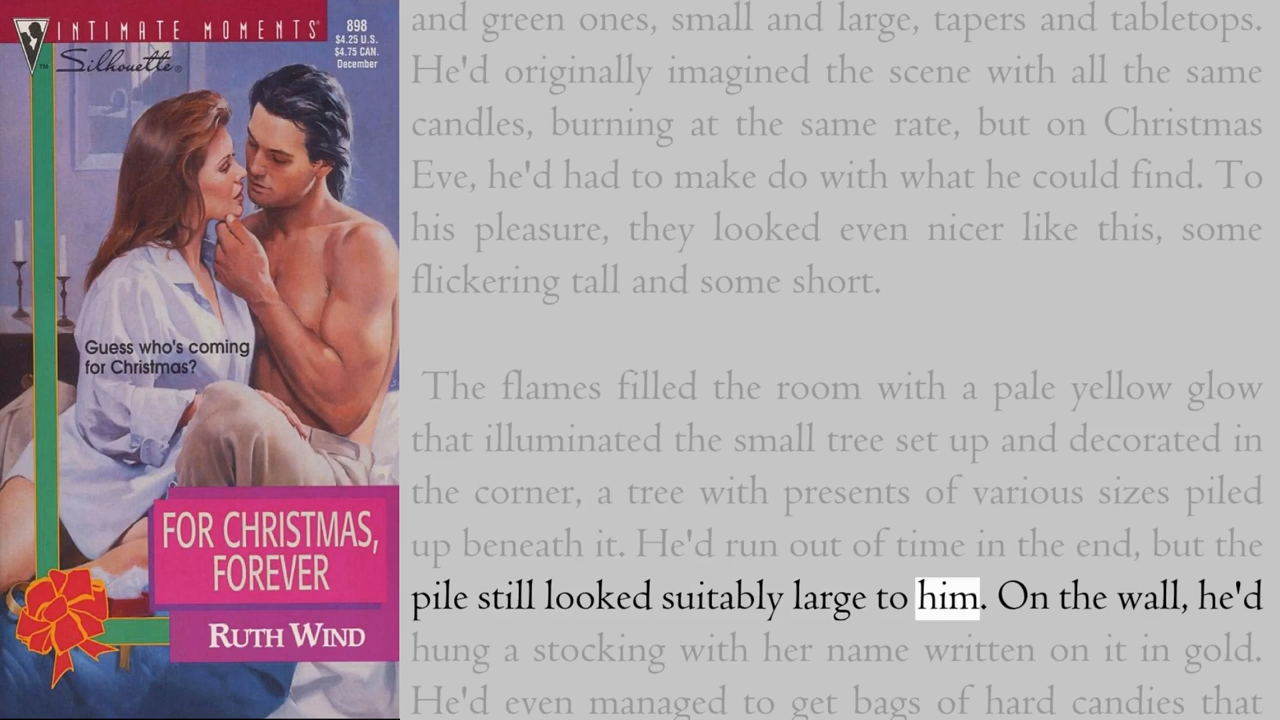 INTIMATE MOMENTS®
Silhouette®
TM
898
$4.25 U.S.
$4.75 CAN.
December
Guess who's coming
for Christmas?
FOR CHRISTMAS,
FOREVER
RUTH WIND
and green ones, small and large, tapers and tabletops.
He'd originally imagined the scene with all the same
candles, burning at the same rate, but on Christmas
Eve, he'd had to make do with what he could find. To
his pleasure, they looked even nicer like this, some
flickering tall and some short.
The flames filled the room with a pale yellow glow
that illuminated the small tree set up and decorated in
the corner, a tree with presents of various sizes piled
up beneath it. He'd run out of time in the end, but the
pile still looked suitably large to him. On the wall, he'd
hung a stocking with her name written on it in gold.
He'd even managed to get bags of hard candies that